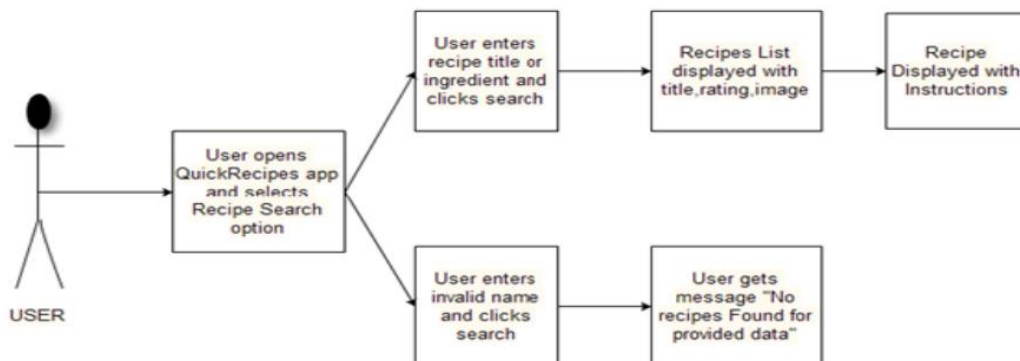 User enters
recipe title or
ingredient and
clicks search
Recipes List
displayed with
title,rating,image
Recipe
Displayed with
Instructions
User opens
QuickRecipes app
and selects
Recipe Search
option
USER
User enters
invalid name
and clicks
search
User gets
message "No
recipes Found for
provided data"